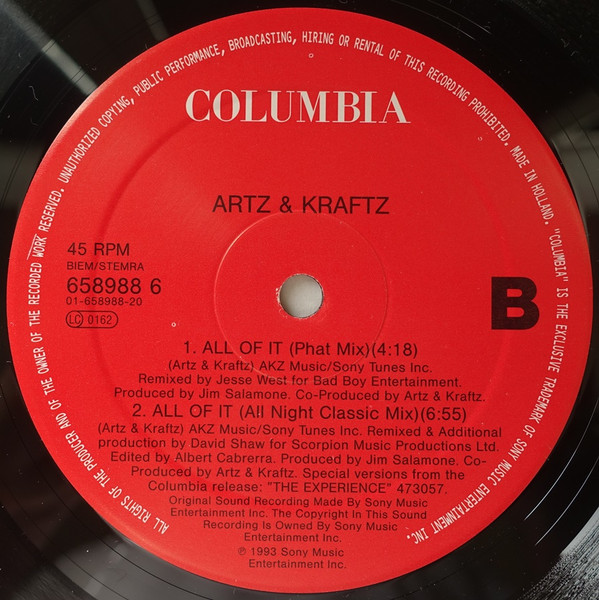 UNAUTHORIZED COPYING, PUBLIC PERFORMANCE, BROADCASTING, HIRING OR RENTAL OF THIS RECORDING PROHIBITED. MADE IN HOLLAND. "COLUMBIA" IS THE EXCLUSIVE TRADEMARK OF SONY MUSIC ENTERTAINMENT INC.
ALL RIGHTS OF THE PRODUCER AND OF THE OWNER OF THE RECORDED WORK RESERVED.
COLUMBIA
ARTZ & KRAFTZ
45 RPM
BIEM/STEMRA
658988 6
01-658988-20
LC 0162
B
1. ALL OF IT (Phat Mix)(4:18)
(Artz & Kraftz) AKZ Music/Sony Tunes Inc.
Remixed by Jesse West for Bad Boy Entertainment.
Produced by Jim Salamone. Co-Produced by Artz & Kraftz.
2. ALL OF IT (All Night Classic Mix)(6:55)
(Artz & Kraftz) AKZ Music/Sony Tunes Inc. Remixed & Additional
production by David Shaw for Scorpion Music Productions Ltd.
Edited by Albert Cabrerra. Produced by Jim Salamone. Co-
Produced by Artz & Kraftz. Special versions from the
Columbia release: "THE EXPERIENCE" 473057.
Original Sound Recording Made By Sony Music
Entertainment Inc. The Copyright In This Sound
Recording Is Owned By Sony Music
Entertainment Inc.
℗ 1993 Sony Music
Entertainment Inc.